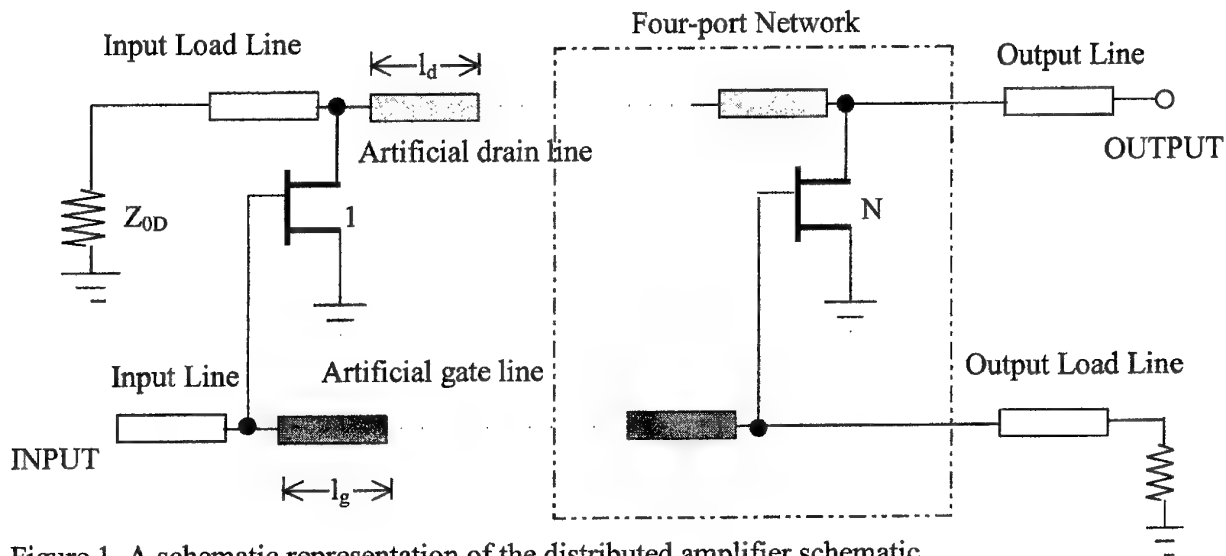 Four-port Network
Input Load Line
l_d
Output Line
Artificial drain line
OUTPUT
Z_0D
1
N
Input Line
Artificial gate line
Output Load Line
INPUT
l_g
Figure 1. A schematic representation of the distributed amplifier schematic